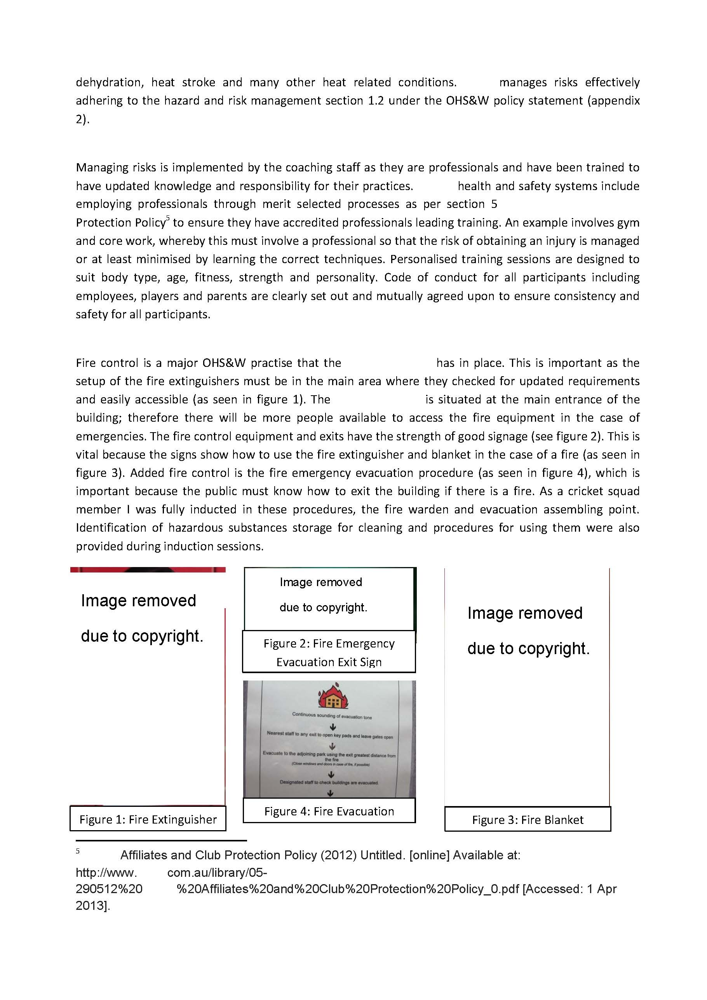 dehydration, heat stroke and many other heat related conditions. manages risks effectively
adhering to the hazard and risk management section 1.2 under the OHS&W policy statement (appendix
2).
Managing risks is implemented by the coaching staff as they are professionals and have been trained to
have updated knowledge and responsibility for their practices. health and safety systems include
employing professionals through merit selected processes as per section 5
Protection Policy5 to ensure they have accredited professionals leading training. An example involves gym
and core work, whereby this must involve a professional so that the risk of obtaining an injury is managed
or at least minimised by learning the correct techniques. Personalised training sessions are designed to
suit body type, age, fitness, strength and personality. Code of conduct for all participants including
employees, players and parents are clearly set out and mutually agreed upon to ensure consistency and
safety for all participants.
Fire control is a major OHS&W practise that the has in place. This is important as the
setup of the fire extinguishers must be in the main area where they checked for updated requirements
and easily accessible (as seen in figure 1). The is situated at the main entrance of the
building; therefore there will be more people available to access the fire equipment in the case of
emergencies. The fire control equipment and exits have the strength of good signage (see figure 2). This is
vital because the signs show how to use the fire extinguisher and blanket in the case of a fire (as seen in
figure 3). Added fire control is the fire emergency evacuation procedure (as seen in figure 4), which is
important because the public must know how to exit the building if there is a fire. As a cricket squad
member I was fully inducted in these procedures, the fire warden and evacuation assembling point.
Identification of hazardous substances storage for cleaning and procedures for using them were also
provided during induction sessions.
Image removed
due to copyright.
Figure 1: Fire Extinguisher
Image removed
due to copyright.
Figure 2: Fire Emergency
Evacuation Exit Sign
Continuous sounding of evacuation tone
Nearest staff to any exit to open key pads and leave gates open
Evacuate to the adjoining park using the exit greatest distance from
the fire
(Close windows and doors in case of fire, if possible)
Designated staff to check buildings are evacuated.
Figure 4: Fire Evacuation
Image removed
due to copyright.
Figure 3: Fire Blanket
5 Affiliates and Club Protection Policy (2012) Untitled. [online] Available at:
http://www. com.au/library/05-
290512%20 %20Affiliates%20and%20Club%20Protection%20Policy_0.pdf [Accessed: 1 Apr
2013].